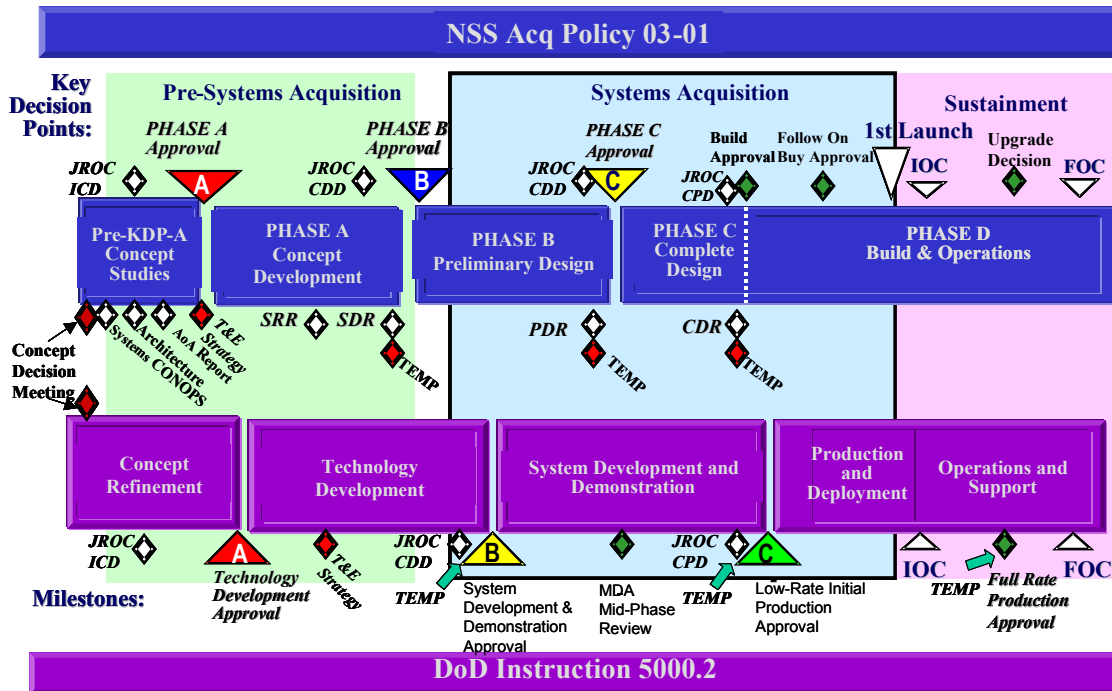 NSS Acq Policy 03-01
Key
Decision
Points:
Pre-Systems Acquisition
Systems Acquisition
Sustainment
PHASE A
Approval
PHASE B
Approval
PHASE C
Approval
Build
Approval
Follow On
Buy Approval
1st Launch
Upgrade
Decision
JROC
ICD
A
JROC
CDD
B
JROC
CDD
C
JROC
CPD
IOC
FOC
Pre-KDP-A
Concept
Studies
PHASE A
Concept
Development
PHASE B
Preliminary Design
PHASE C
Complete
Design
PHASE D
Build & Operations
Concept
Decision
Meeting
Systems CONOPS
Architecture
AoA Report
T&E
Strategy
SRR
SDR
TEMP
PDR
TEMP
CDR
TEMP
Concept
Refinement
Technology
Development
System Development and
Demonstration
Production
and
Deployment
Operations and
Support
JROC
ICD
A
T&E
Strategy
JROC
CDD
B
JROC
CPD
C
IOC
FOC
Milestones:
Technology
Development
Approval
TEMP
System
Development &
Demonstration
Approval
MDA
Mid-Phase
Review
TEMP
Low-Rate Initial
Production
Approval
TEMP
Full Rate
Production
Approval
DoD Instruction 5000.2